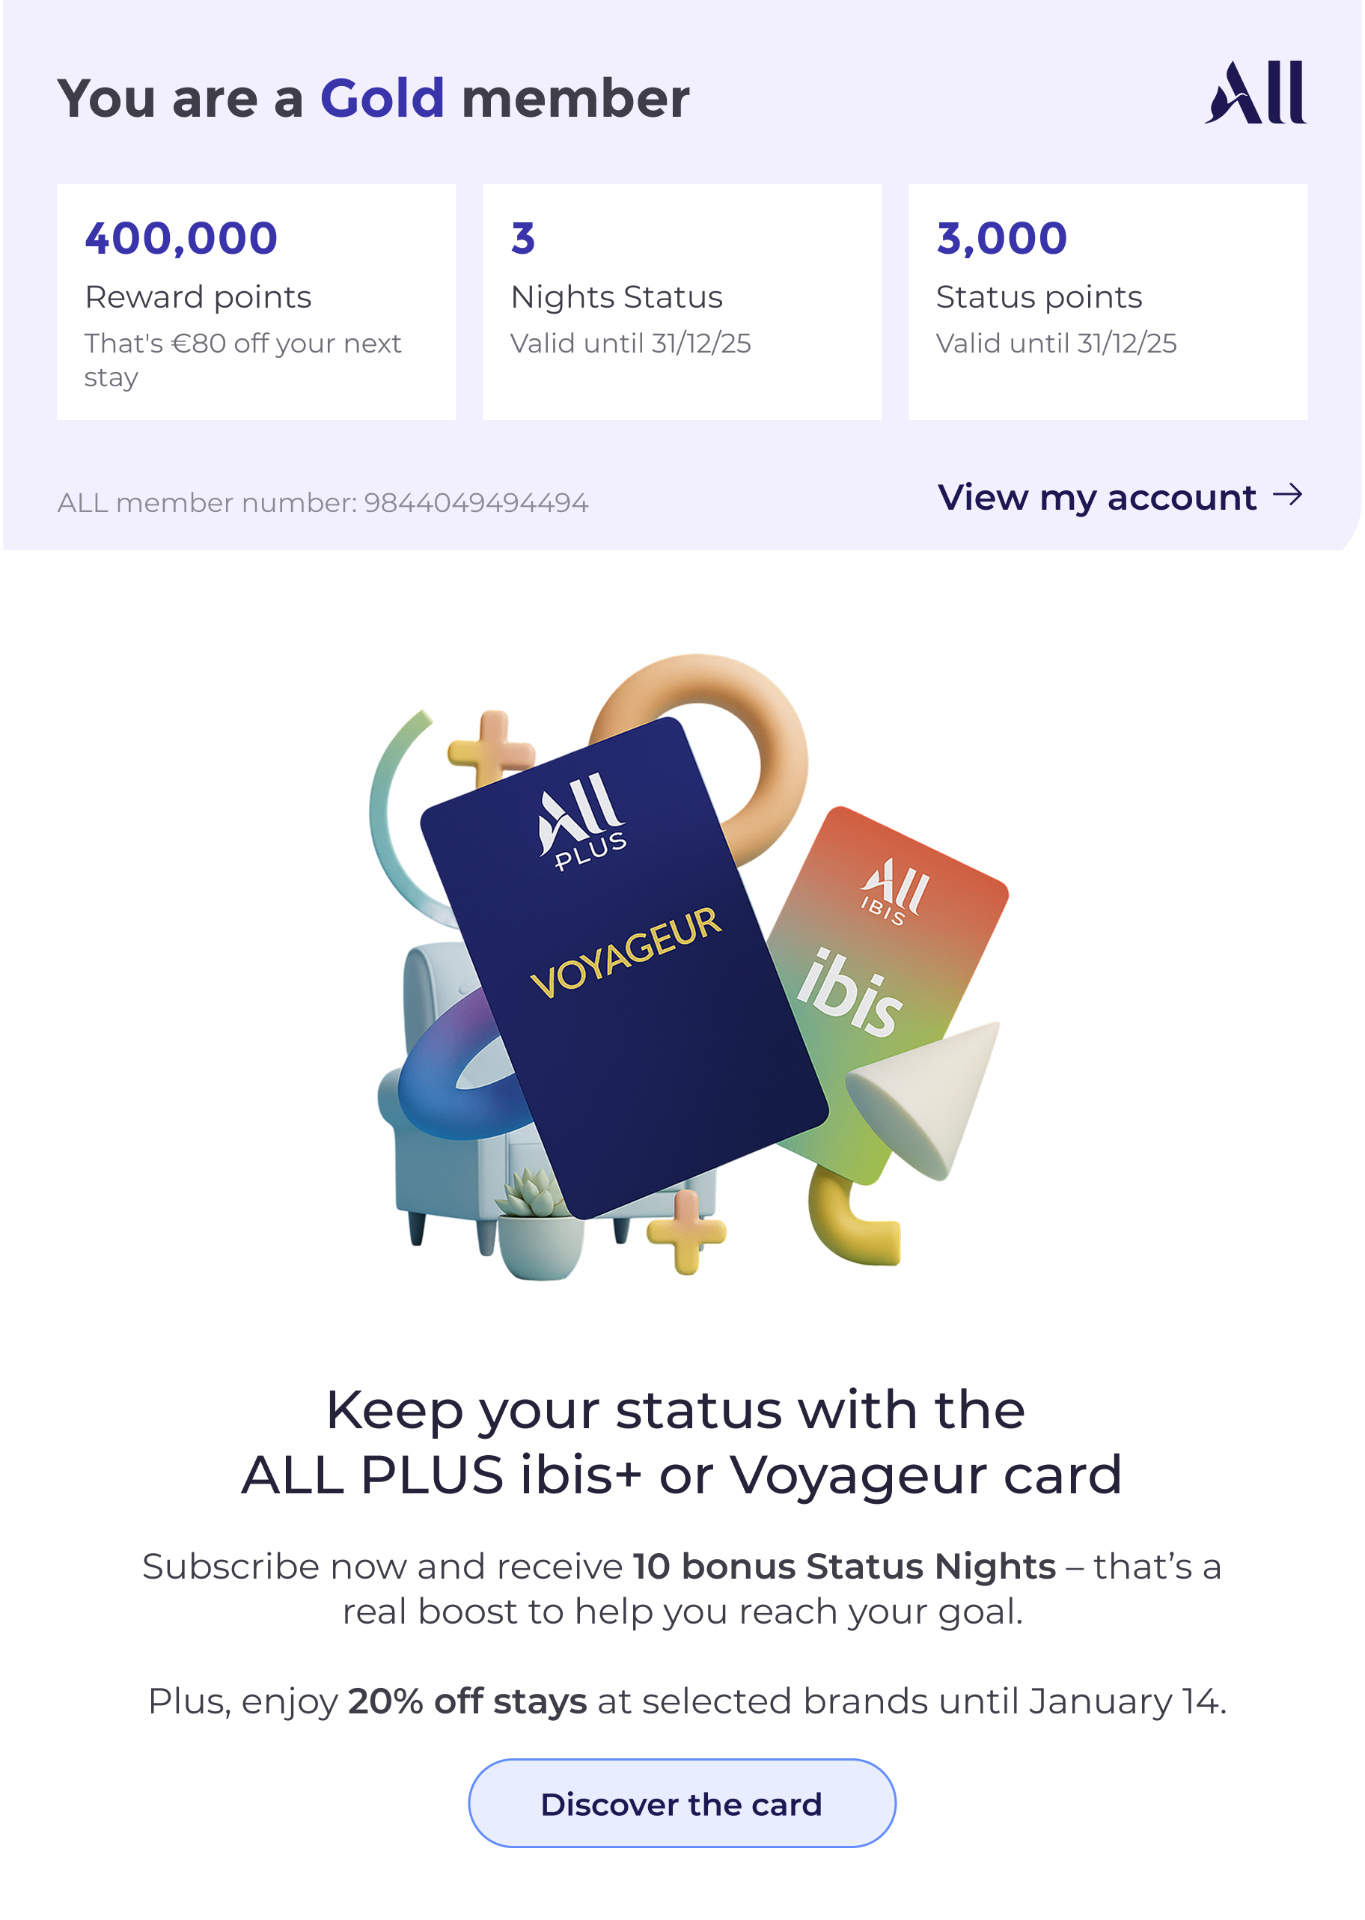 You are a Gold member
ALL
400,000
Reward points
That's €80 off your next
stay
3
Nights Status
Valid until 31/12/25
3,000
Status points
Valid until 31/12/25
ALL member number: 9844049494494
View my account →
All
PLUS
VOYAGEUR
All
IBIS
ibis
Keep your status with the
ALL PLUS ibis+ or Voyageur card
Subscribe now and receive 10 bonus Status Nights – that’s a
real boost to help you reach your goal.
Plus, enjoy 20% off stays at selected brands until January 14.
Discover the card